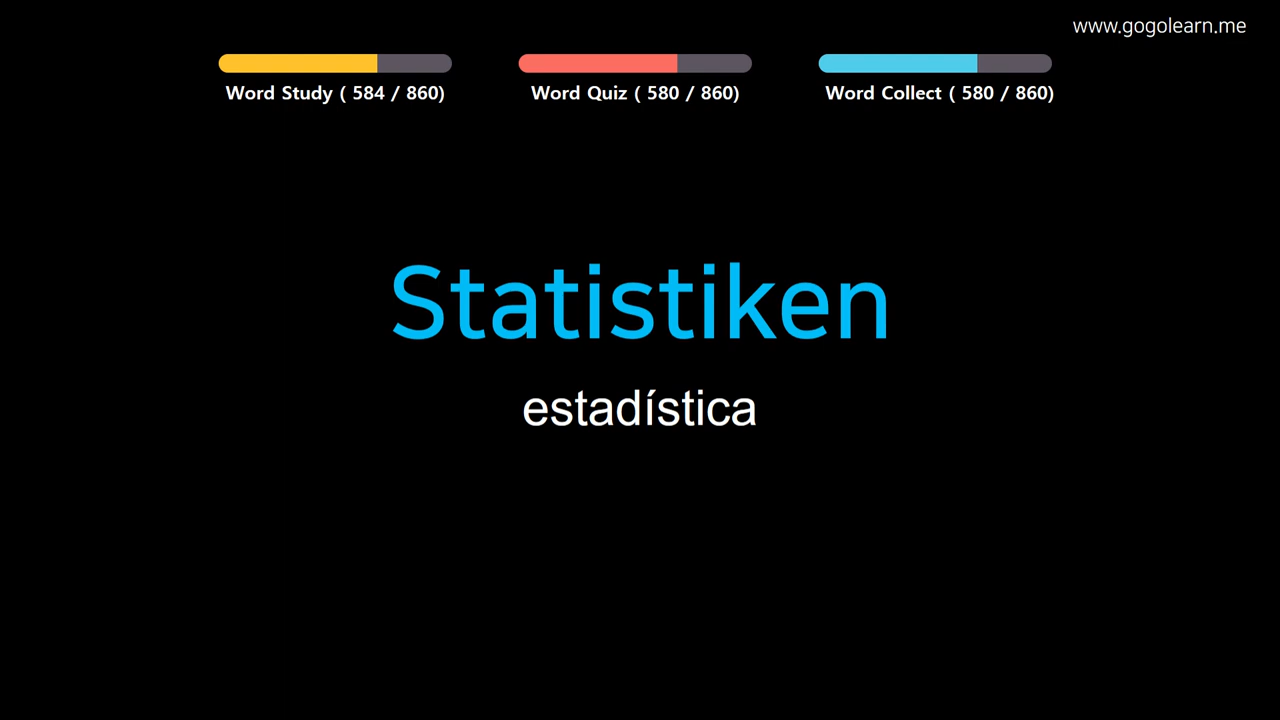 www.gogolearn.me
Word Study ( 584 / 860)
Word Quiz ( 580 / 860)
Word Collect ( 580 / 860)
Statistiken
estadística